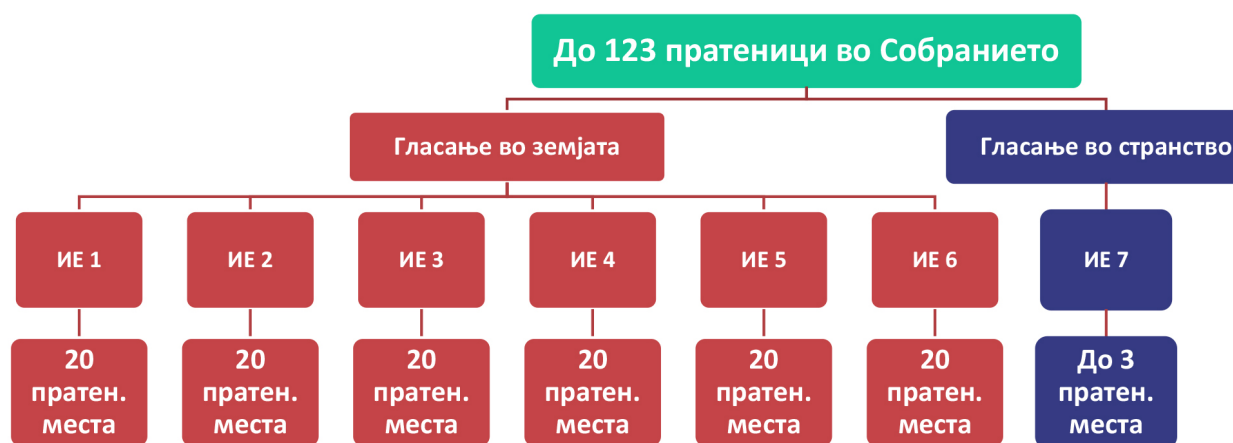 До 123 пратеници во Собранието
Гласање во земјата
Гласање во странство
ИЕ 1
ИЕ 2
ИЕ 3
ИЕ 4
ИЕ 5
ИЕ 6
ИЕ 7
20
пратен.
места
20
пратен.
места
20
пратен.
места
20
пратен.
места
20
пратен.
места
20
пратен.
места
До 3
пратен.
места